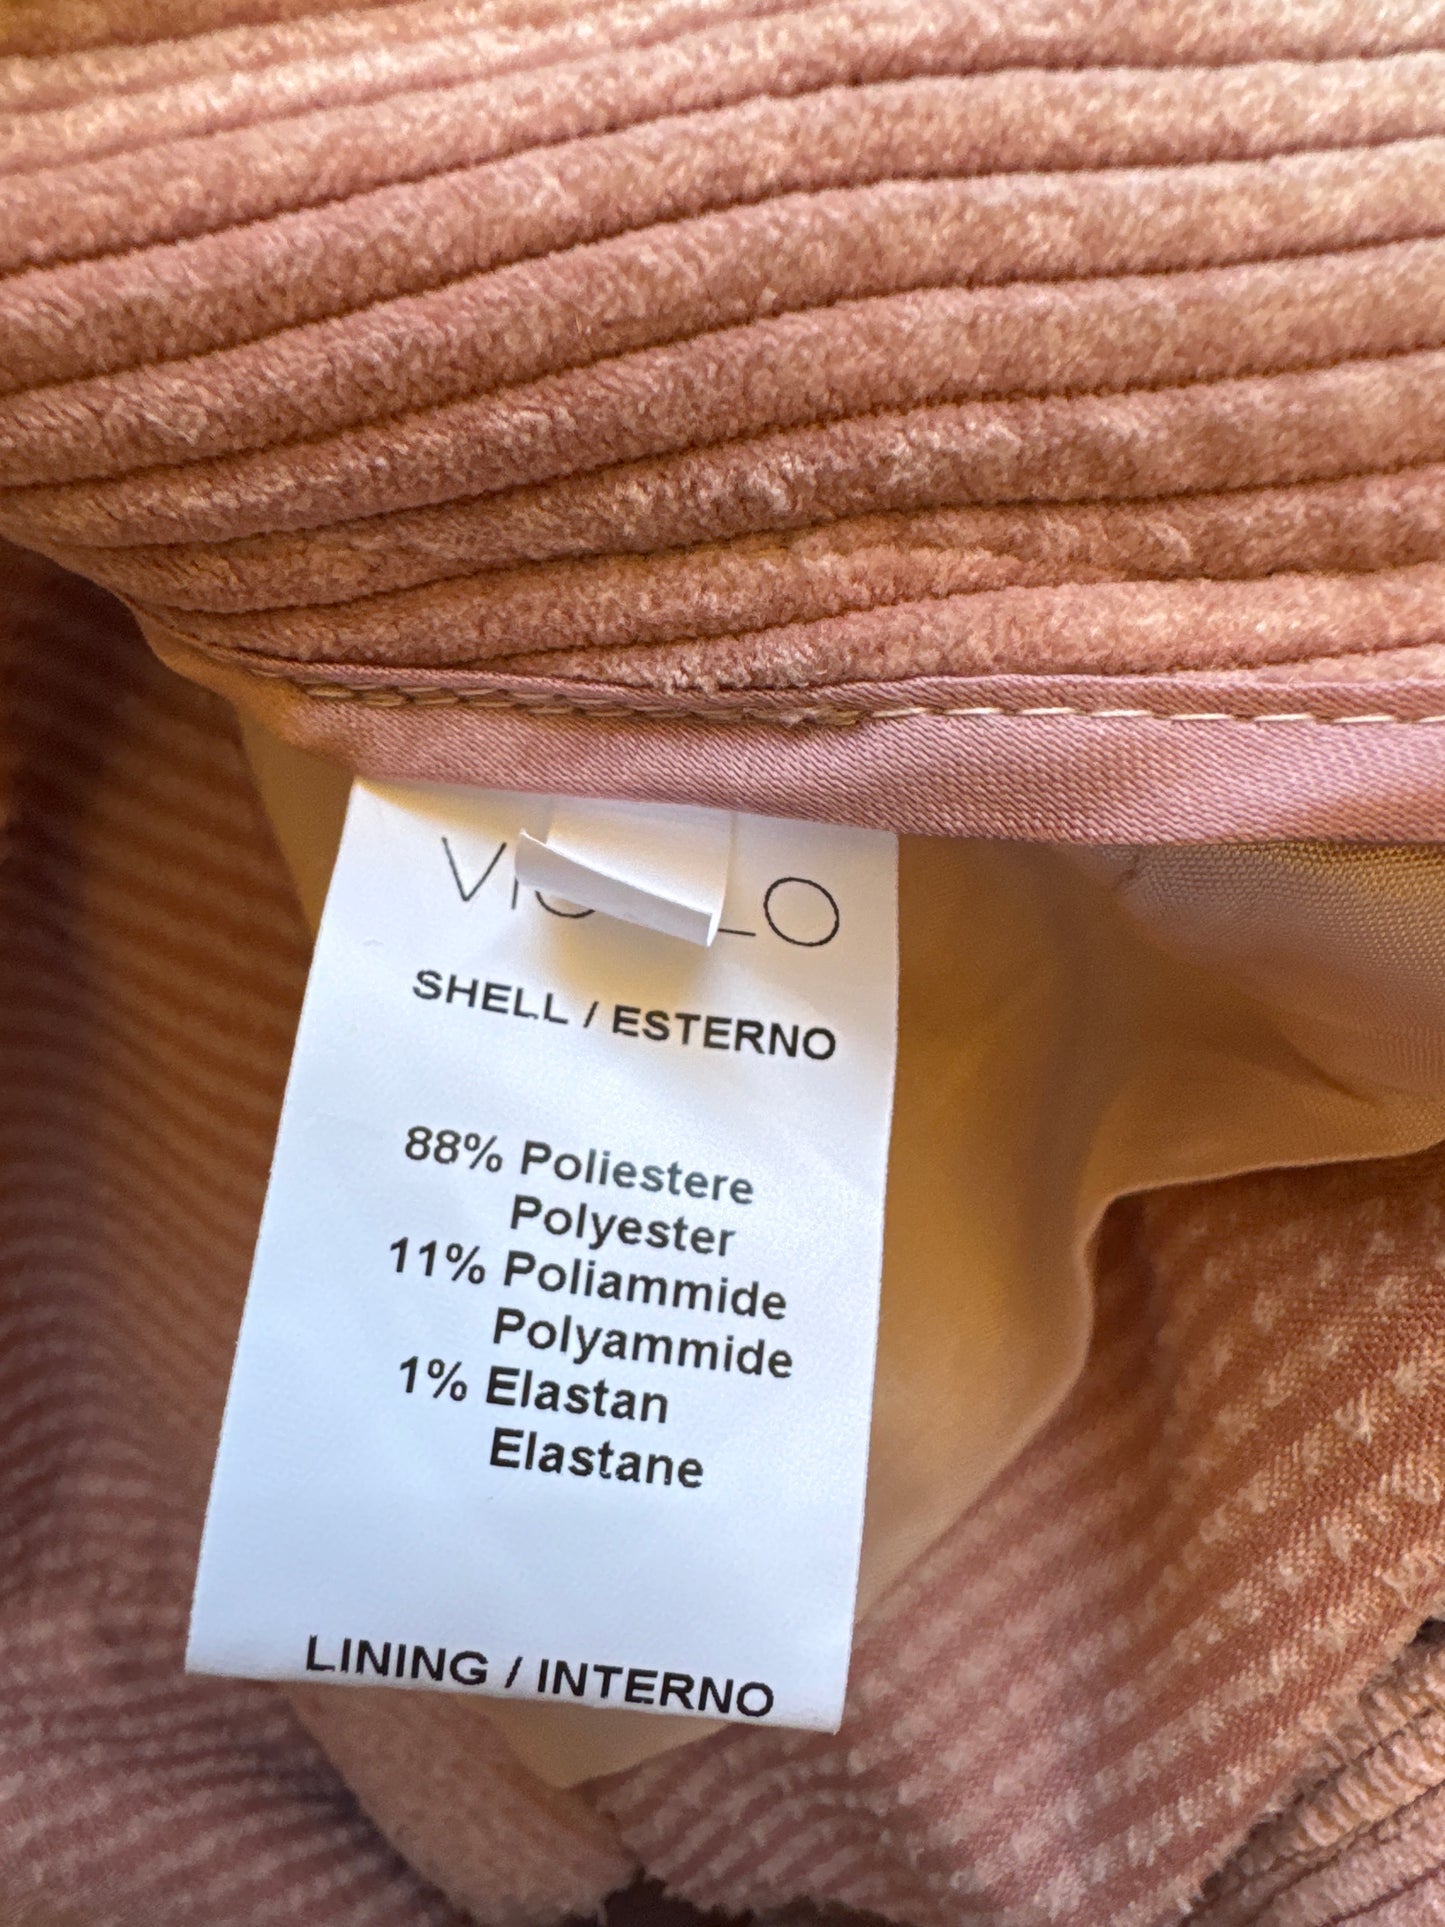 SHELL / ESTERNO
88% Poliestere
Polyester
11% Poliammide
Polyammide
1% Elastan
Elastane
LINING / INTERNO